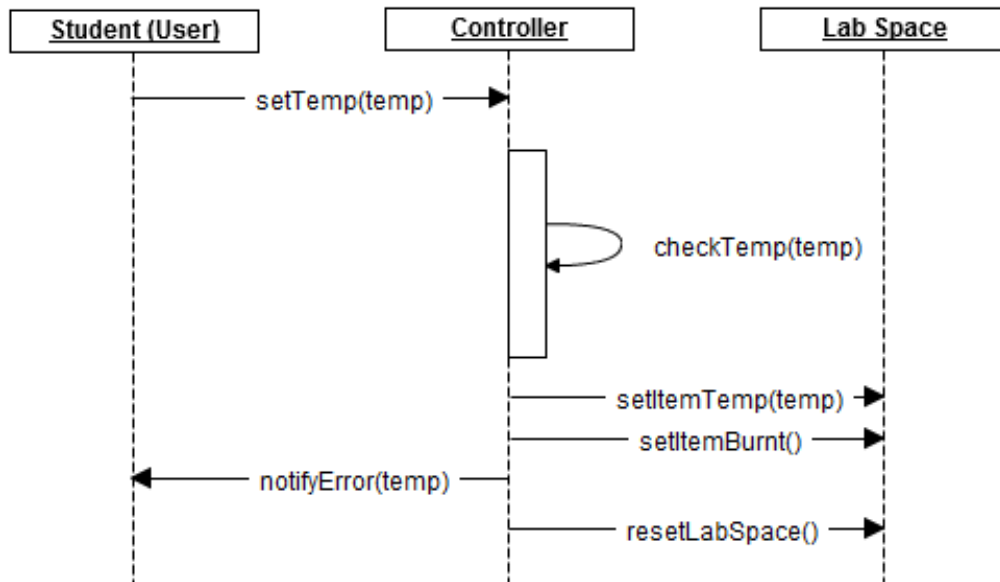 Student (User)
Controller
Lab Space
setTemp(temp)
checkTemp(temp)
setItemTemp(temp)
setItemBurnt()
notifyError(temp)
resetLabSpace()